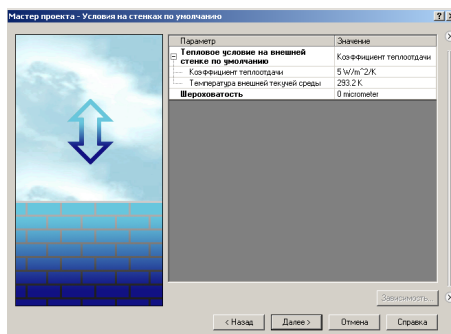 Мастер проекта - Условия на стенках по умолчанию
Параметр Значение
Тепловое условие на внешней стенке по умолчанию Коэффициент теплоотдачи
Коэффициент теплоотдачи 5 W/m^2/K
Температура внешней текучей среды 293.2 K
Шероховатость 0 micrometer
Зависимость...
< Назад Далее > Отмена Справка